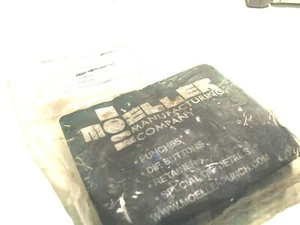 MOELLER
MANUFACTURING
COMPANY
• PUNCHES
• DIE BUTTONS
• RETAINERS
• SPECIAL DETAILS
WWW.MOELLERPUNCH.COM